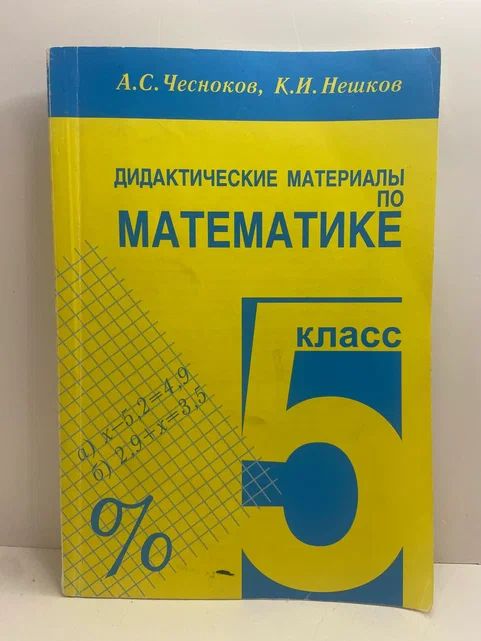 А.С. Чесноков, К.И. Нешков
ДИДАКТИЧЕСКИЕ МАТЕРИАЛЫ
ПО
МАТЕМАТИКЕ
5
класс
а) x−5,2=4,9
б) 2,9+x=3,5
%